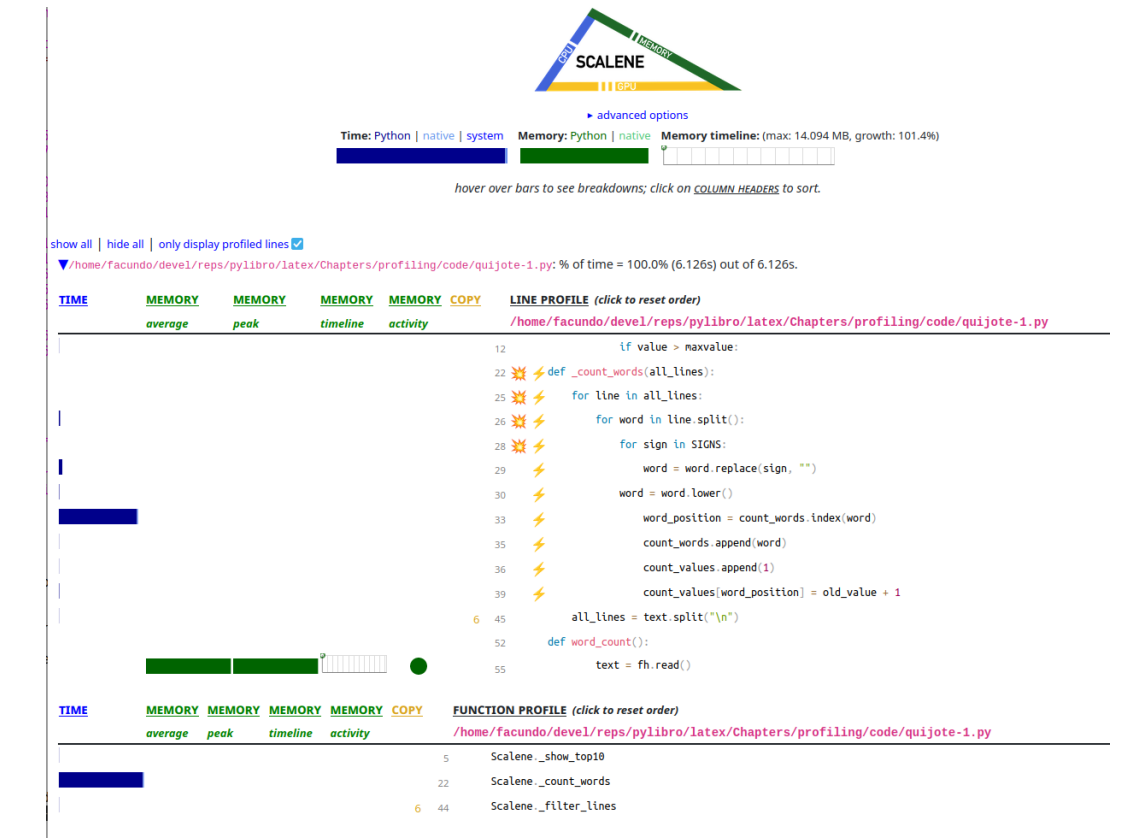 CPU
MEMORY
SCALENE
GPU
▸ advanced options
Time: Python | native | system Memory: Python | native Memory timeline: (max: 14.094 MB, growth: 101.4%)
hover over bars to see breakdowns; click on COLUMN HEADERS to sort.
show all | hide all | only display profiled lines
▼/home/facundo/devel/reps/pylibro/latex/Chapters/profiling/code/quijote-1.py: % of time = 100.0% (6.126s) out of 6.126s.
TIME MEMORY MEMORY MEMORY MEMORY COPY LINE PROFILE (click to reset order)
average peak timeline activity /home/facundo/devel/reps/pylibro/latex/Chapters/profiling/code/quijote-1.py
12 if value > maxvalue:
22 💥 ⚡ def _count_words(all_lines):
25 💥 ⚡ for line in all_lines:
26 💥 ⚡ for word in line.split():
28 💥 ⚡ for sign in SIGNS:
29 ⚡ word = word.replace(sign, "")
30 ⚡ word = word.lower()
33 ⚡ word_position = count_words.index(word)
35 ⚡ count_words.append(word)
36 ⚡ count_values.append(1)
39 ⚡ count_values[word_position] = old_value + 1
6 45 all_lines = text.split("\n")
52 def word_count():
55 text = fh.read()
TIME MEMORY MEMORY MEMORY MEMORY COPY FUNCTION PROFILE (click to reset order)
average peak timeline activity /home/facundo/devel/reps/pylibro/latex/Chapters/profiling/code/quijote-1.py
5 Scalene._show_top10
22 Scalene._count_words
6 44 Scalene._filter_lines